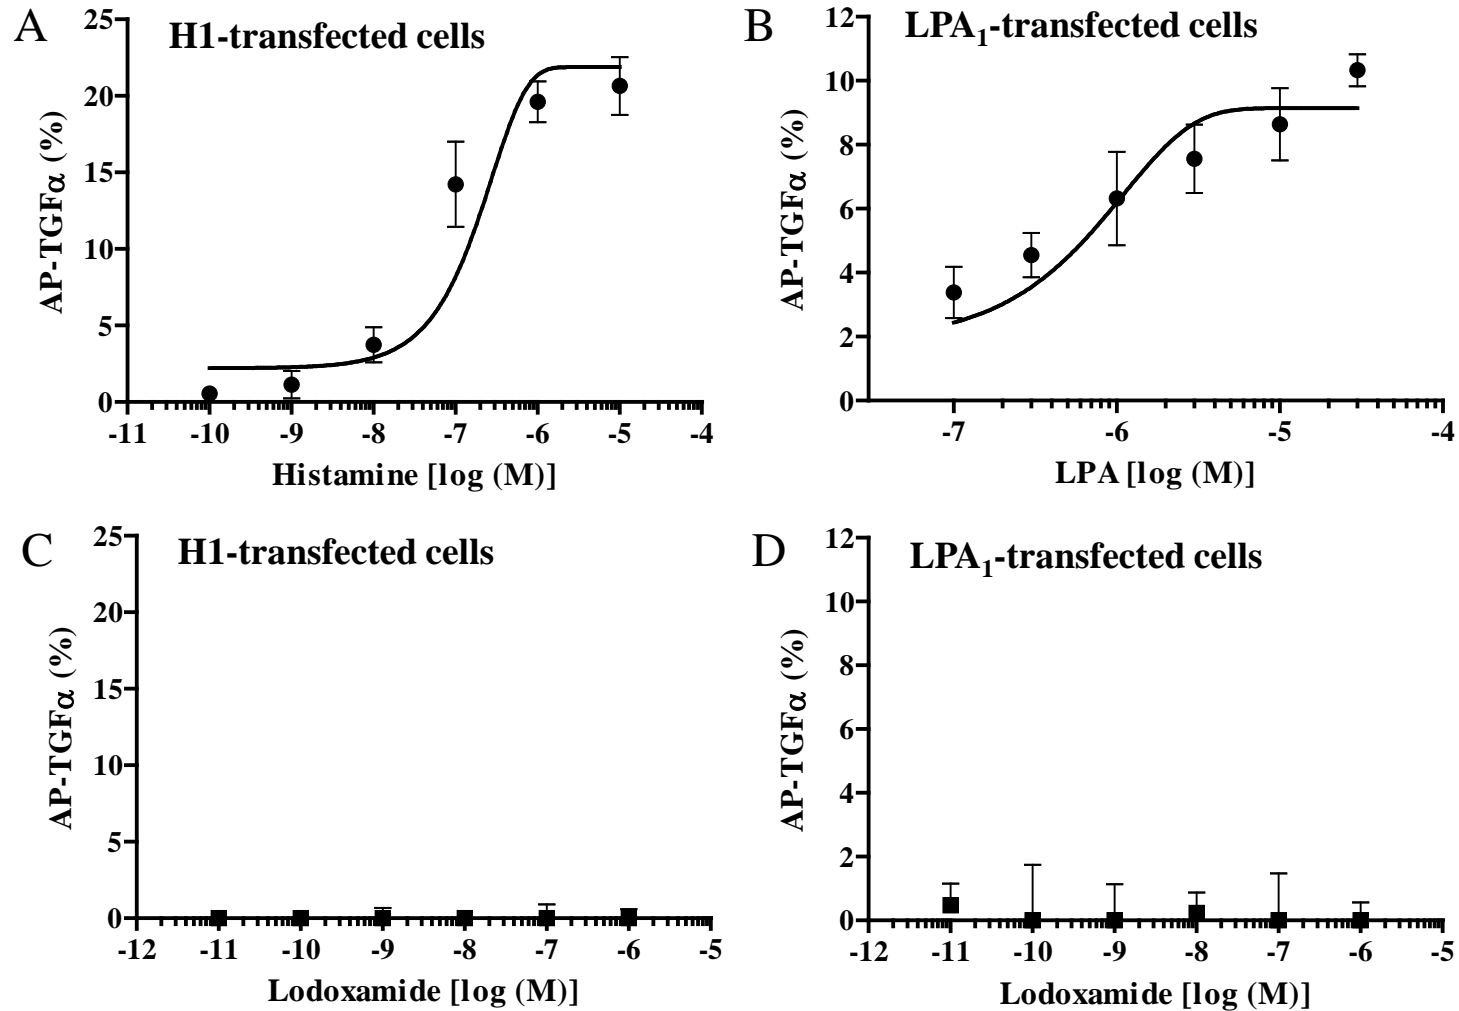 A
H1-transfected cells
AP-TGFα (%)
25
20
15
10
5
0
-11 -10 -9 -8 -7 -6 -5 -4
Histamine [log (M)]
B
LPA1-transfected cells
AP-TGFα (%)
12
10
8
6
4
2
0
-7 -6 -5 -4
LPA [log (M)]
C
H1-transfected cells
AP-TGFα (%)
25
20
15
10
5
0
-12 -11 -10 -9 -8 -7 -6 -5
Lodoxamide [log (M)]
D
LPA1-transfected cells
AP-TGFα (%)
12
10
8
6
4
2
0
-12 -11 -10 -9 -8 -7 -6 -5
Lodoxamide [log (M)]